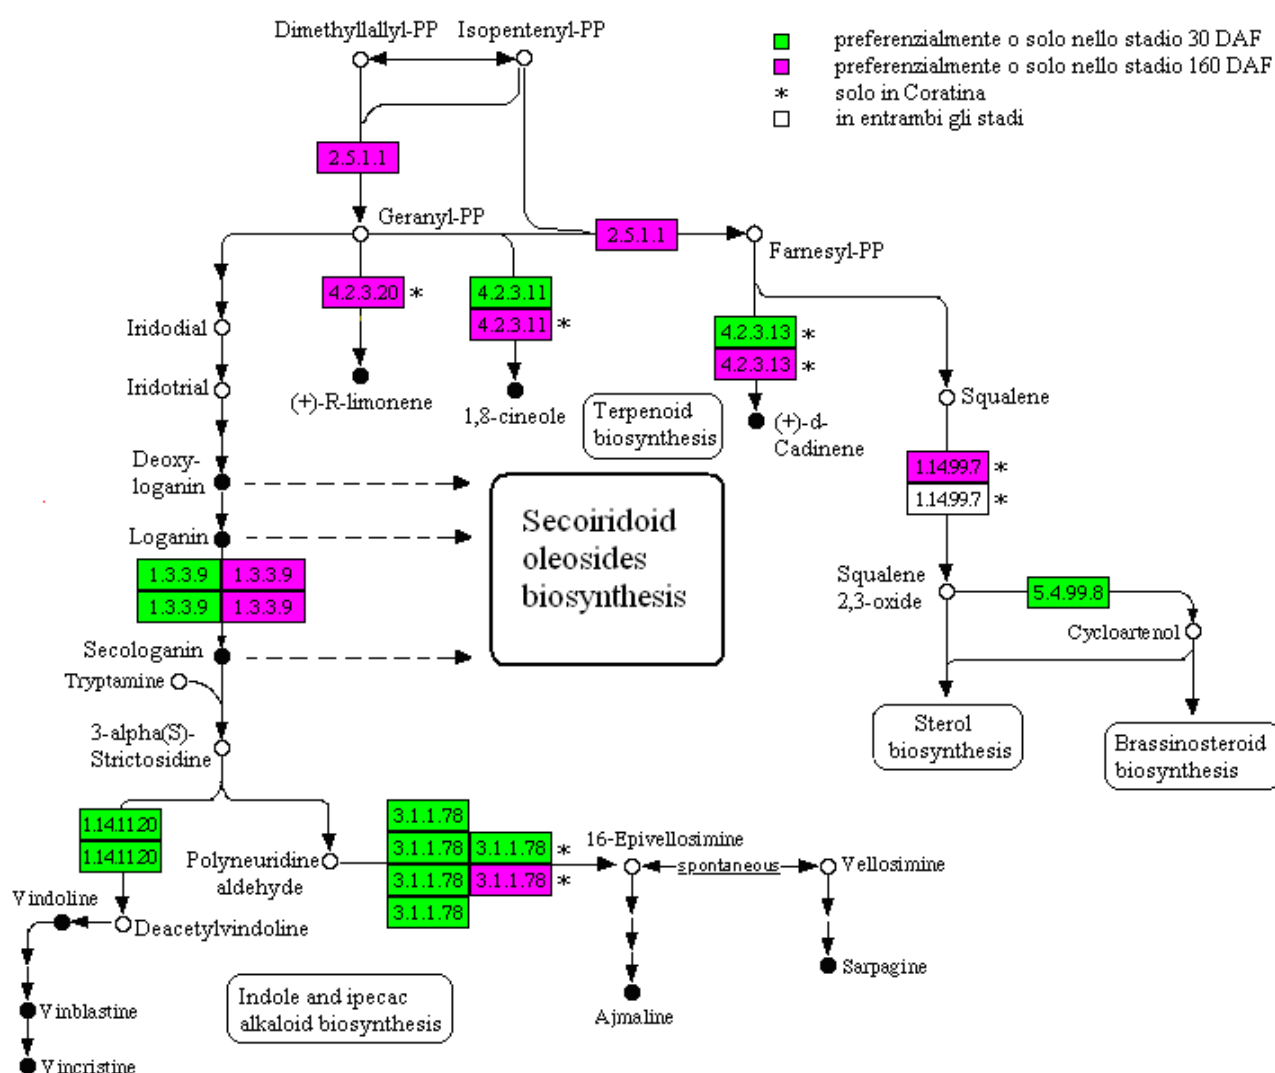 Dimethyllallyl-PP
Isopentenyl-PP
preferenzialmente o solo nello stadio 30 DAF
preferenzialmente o solo nello stadio 160 DAF
* solo in Coratina
in entrambi gli stadi
2.5.1.1
Geranyl-PP
2.5.1.1
Farnesyl-PP
4.2.3.20 *
4.2.3.11
4.2.3.11 *
4.2.3.13 *
4.2.3.13 *
Iridodial
Iridotrial
(+)-R-limonene
1,8-cineole
Terpenoid
biosynthesis
(+)-d-
Cadinene
Squalene
Deoxy-
loganin
Loganin
Secoiridoid
oleosides
biosynthesis
1.14.99.7 *
1.14.99.7 *
1.3.3.9 1.3.3.9
1.3.3.9 1.3.3.9
Squalene
2,3-oxide
5.4.99.8
Cycloartenol
Secologanin
Tryptamine
3-alpha(S)-
Strictosidine
Sterol
biosynthesis
Brassinosteroid
biosynthesis
1.14.11.20
1.14.11.20
Polyneuridine
aldehyde
3.1.1.78
3.1.1.78 3.1.1.78 *
3.1.1.78 3.1.1.78 *
3.1.1.78
16-Epivellosimine
spontaneous
Vellosimine
Vindoline
Deacetylvindoline
Sarpagine
Indole and ipecac
alkaloid biosynthesis
Ajmaline
Vinblastine
Vincristine